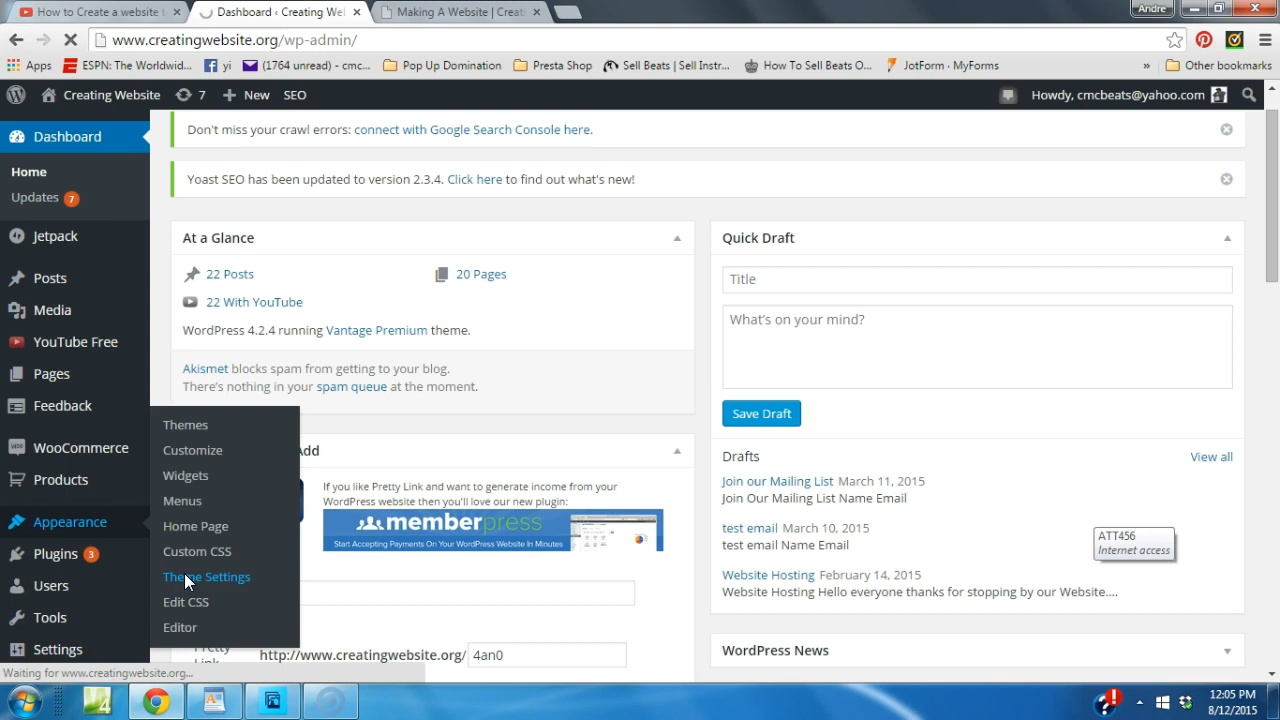 How to Create a website t
Dashboard ‹ Creating Wel
Making A Website | Creati
Andre
www.creatingwebsite.org/wp-admin/
Apps
ESPN: The Worldwid...
yi
(1764 unread) - cmc...
Pop Up Domination
Presta Shop
Sell Beats | Sell Instr...
How To Sell Beats O...
JotForm · MyForms
»
Other bookmarks
Creating Website
7
New
SEO
Howdy, cmcbeats@yahoo.com
Dashboard
Home
Updates 7
Jetpack
Posts
Media
YouTube Free
Pages
Feedback
WooCommerce
Products
Appearance
Plugins 3
Users
Tools
Settings
Themes
Customize
Widgets
Menus
Home Page
Custom CSS
Theme Settings
Edit CSS
Editor
Don't miss your crawl errors: connect with Google Search Console here.
Yoast SEO has been updated to version 2.3.4. Click here to find out what's new!
At a Glance
22 Posts
20 Pages
22 With YouTube
WordPress 4.2.4 running Vantage Premium theme.
Akismet blocks spam from getting to your blog.
There's nothing in your spam queue at the moment.
Add
If you like Pretty Link and want to generate income from your
WordPress website then you'll love our new plugin:
memberpress
Start Accepting Payments On Your WordPress Website In Minutes
Pretty
Link
http://www.creatingwebsite.org/
4an0
Quick Draft
Title
What's on your mind?
Save Draft
Drafts
View all
Join our Mailing List March 11, 2015
Join Our Mailing List Name Email
test email March 10, 2015
test email Name Email
Website Hosting February 14, 2015
Website Hosting Hello everyone thanks for stopping by our Website....
WordPress News
ATT456
Internet access
Waiting for www.creatingwebsite.org...
12:05 PM
8/12/2015